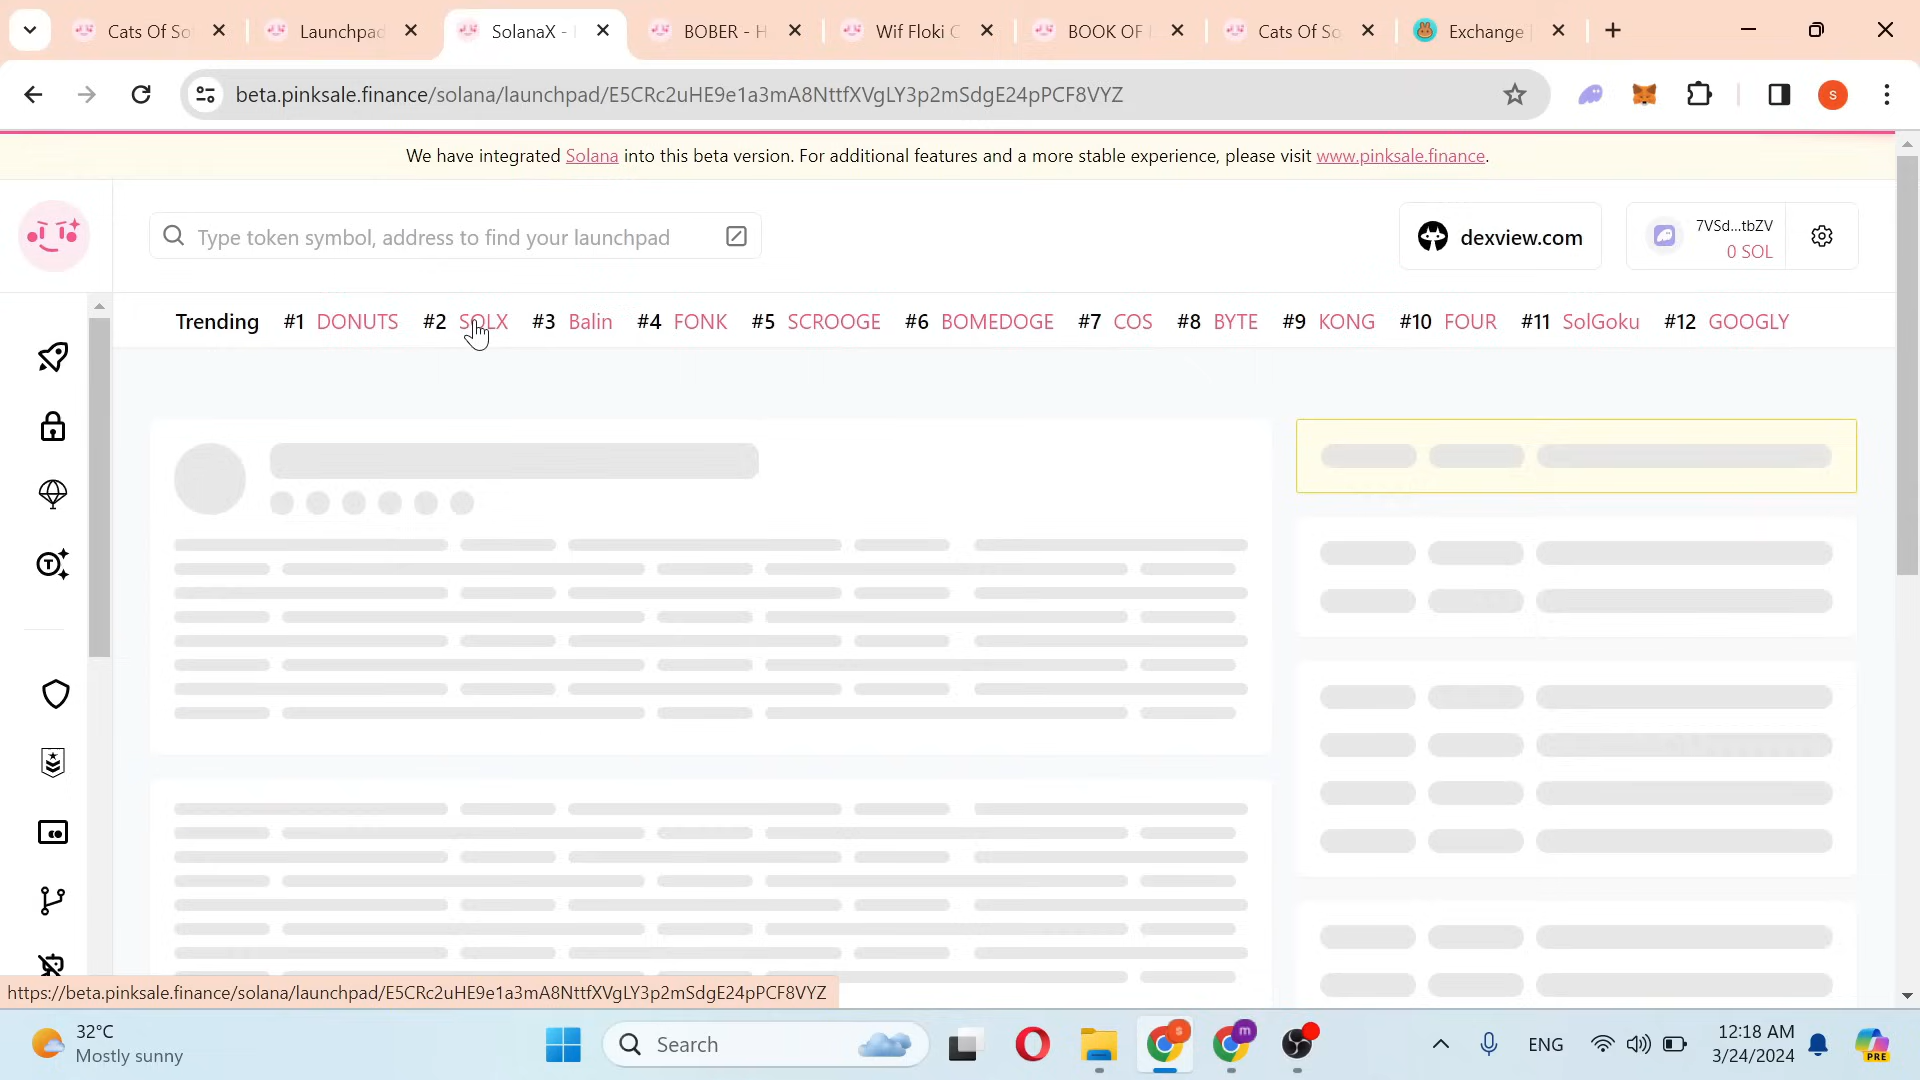 Cats Of So
Launchpad
SolanaX -
BOBER - H
Wif Floki C
BOOK OF
Cats Of So
Exchange
beta.pinksale.finance/solana/launchpad/E5CRc2uHE9e1a3mA8NttfXVgLY3p2mSdgE24pPCF8VYZ
s
We have integrated Solana into this beta version. For additional features and a more stable experience, please visit www.pinksale.finance.
Type token symbol, address to find your launchpad
dexview.com
7VSd...tbZV
0 SOL
Trending #1 DONUTS #2 SOLX #3 Balin #4 FONK #5 SCROOGE #6 BOMEDOGE #7 COS #8 BYTE #9 KONG #10 FOUR #11 SolGoku #12 GOOGLY
https://beta.pinksale.finance/solana/launchpad/E5CRc2uHE9e1a3mA8NttfXVgLY3p2mSdgE24pPCF8VYZ
32°C
Mostly sunny
Search
s
m
ENG
12:18 AM
3/24/2024
PRE